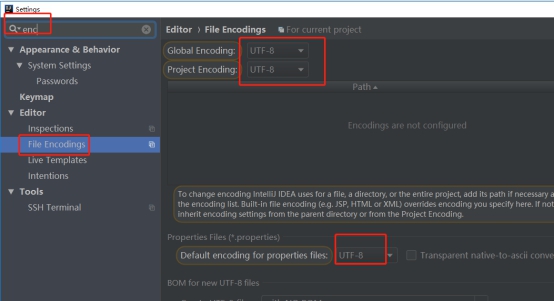 Settings
enc
Editor › File Encodings For current project
Appearance & Behavior
System Settings
Passwords
Keymap
Editor
Inspections
File Encodings
Live Templates
Intentions
Tools
SSH Terminal
Global Encoding: UTF-8
Project Encoding: UTF-8
Path
Encodings are not configured
To change encoding IntelliJ IDEA uses for a file, a directory, or the entire project, add its path if necessary a
the encoding list. Built-in file encoding (e.g. JSP, HTML or XML) overrides encoding you specify here. If not
inherit encoding settings from the parent directory or from the Project Encoding.
Properties Files (*.properties)
Default encoding for properties files: UTF-8 Transparent native-to-ascii conve
BOM for new UTF-8 files